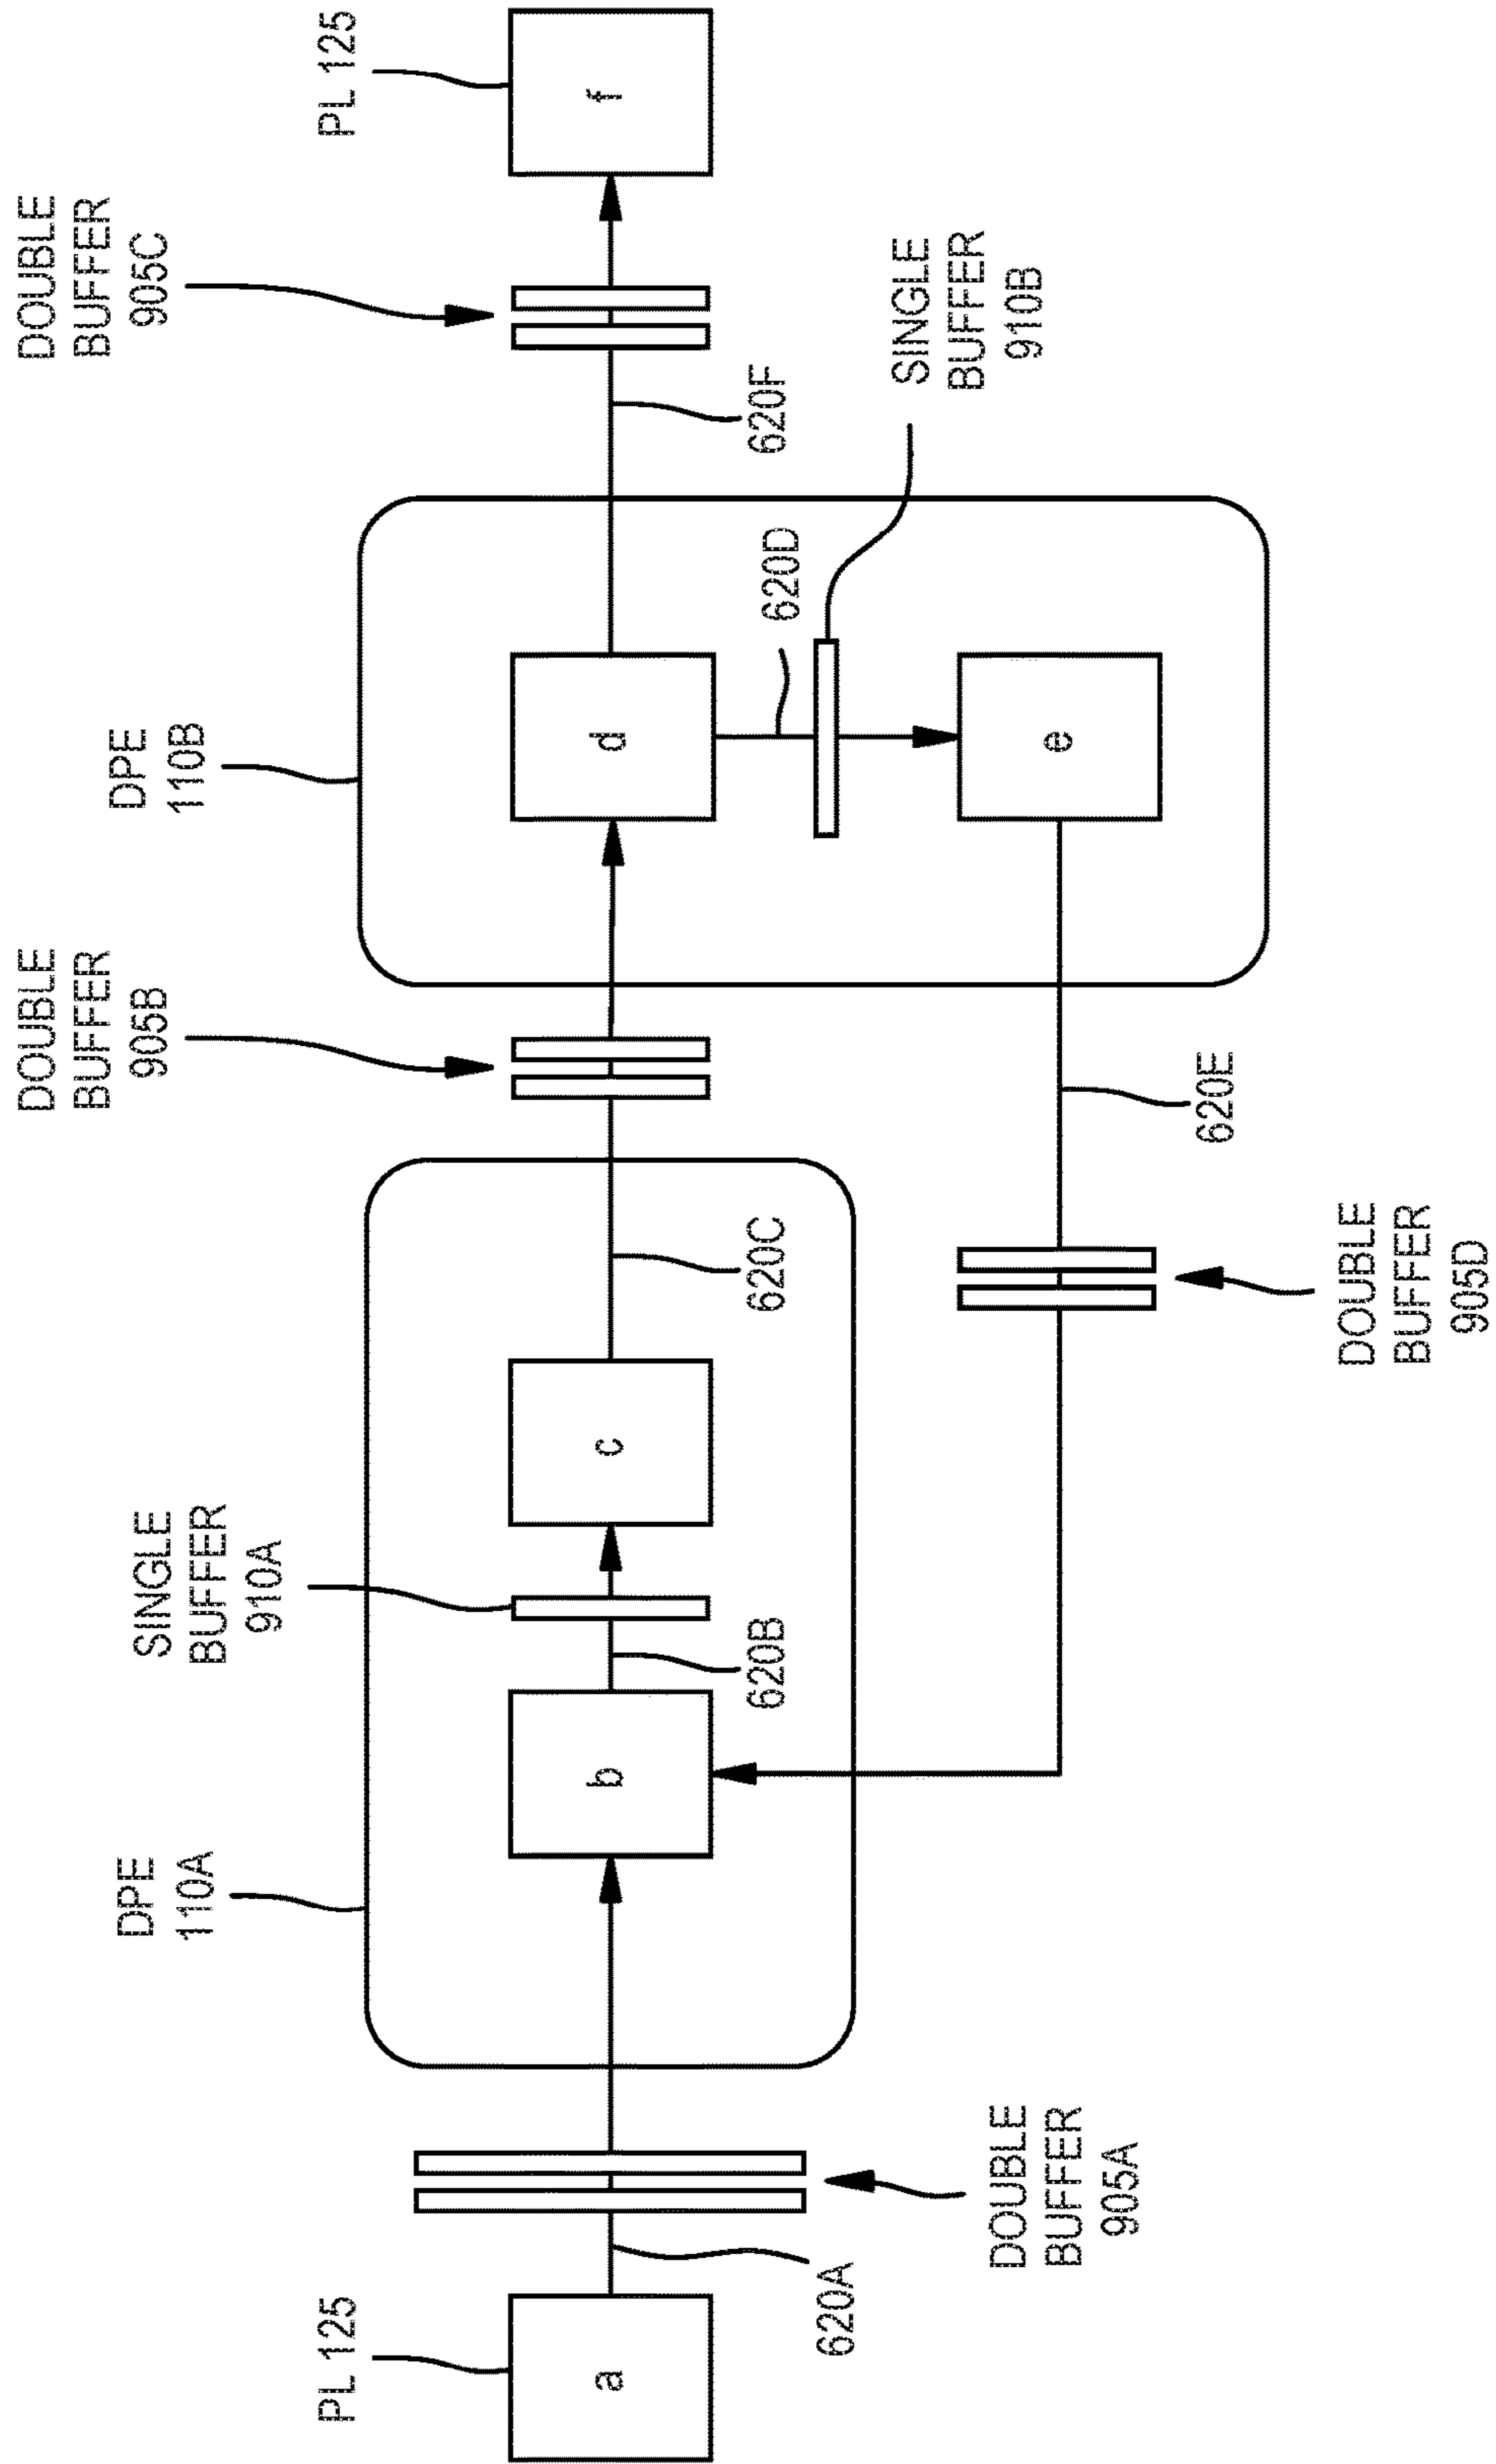 PL 125
a
620A
DOUBLE
BUFFER
905A
DPE
110A
b
620B
SINGLE
BUFFER
910A
c
620C
DOUBLE
BUFFER
905B
DOUBLE
BUFFER
905D
620E
DPE
110B
d
620D
e
SINGLE
BUFFER
910B
620F
DOUBLE
BUFFER
905C
PL 125
f